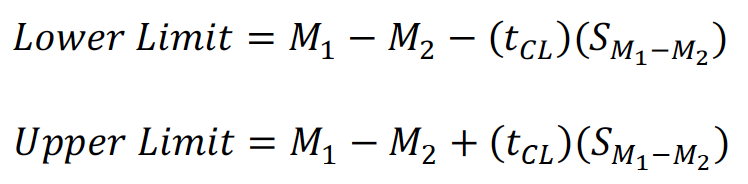 Lower Limit = M₁ − M₂ − (t_CL)(S_M₁−M₂)
Upper Limit = M₁ − M₂ + (t_CL)(S_M₁−M₂)